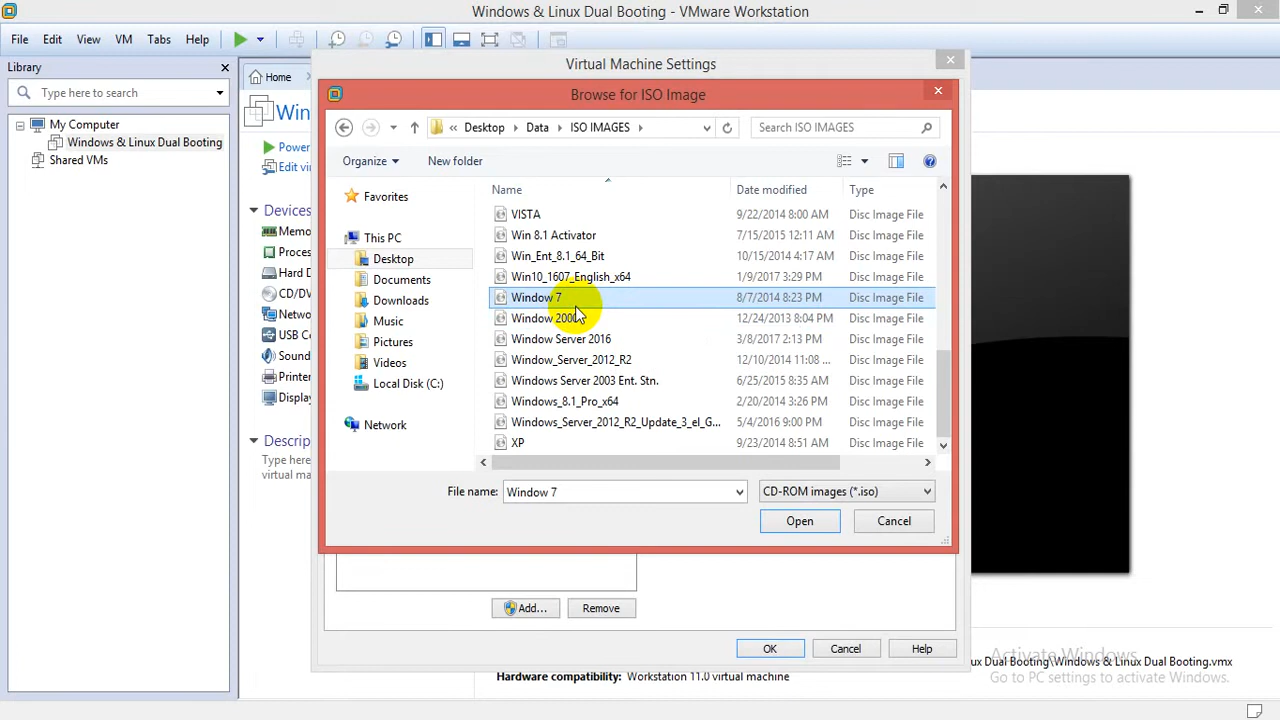 Windows & Linux Dual Booting - VMware Workstation
File Edit View VM Tabs Help
Library
Type here to search
My Computer
Windows & Linux Dual Booting
Shared VMs
Home
Win
Power
Edit vi
Devices
Memo
Proces
Hard D
CD/DV
Netwo
USB Co
Sound
Printer
Display
Descrip
Type here
virtual ma
Virtual Machine Settings
Browse for ISO Image
« Desktop Data ISO IMAGES
Search ISO IMAGES
Organize New folder
Favorites
This PC
Desktop
Documents
Downloads
Music
Pictures
Videos
Local Disk (C:)
Network
Name Date modified Type
VISTA 9/22/2014 8:00 AM Disc Image File
Win 8.1 Activator 7/15/2015 12:11 AM Disc Image File
Win_Ent_8.1_64_Bit 10/15/2014 4:17 AM Disc Image File
Win10_1607_English_x64 1/9/2017 3:29 PM Disc Image File
Window 7 8/7/2014 8:23 PM Disc Image File
Window 2000 12/24/2013 8:04 PM Disc Image File
Window Server 2016 3/8/2017 2:13 PM Disc Image File
Window_Server_2012_R2 12/10/2014 11:08 ... Disc Image File
Windows Server 2003 Ent. Stn. 6/25/2015 8:35 AM Disc Image File
Windows_8.1_Pro_x64 2/20/2014 3:26 PM Disc Image File
Windows_Server_2012_R2_Update_3_el_G... 5/4/2016 9:00 PM Disc Image File
XP 9/23/2014 8:51 AM Disc Image File
File name: Window 7 CD-ROM images (*.iso)
Open Cancel
Add... Remove
OK Cancel Help
Activate Windows
Go to PC settings to activate Windows.
ux Dual Booting\Windows & Linux Dual Booting.vmx
Hardware compatibility: Workstation 11.0 virtual machine